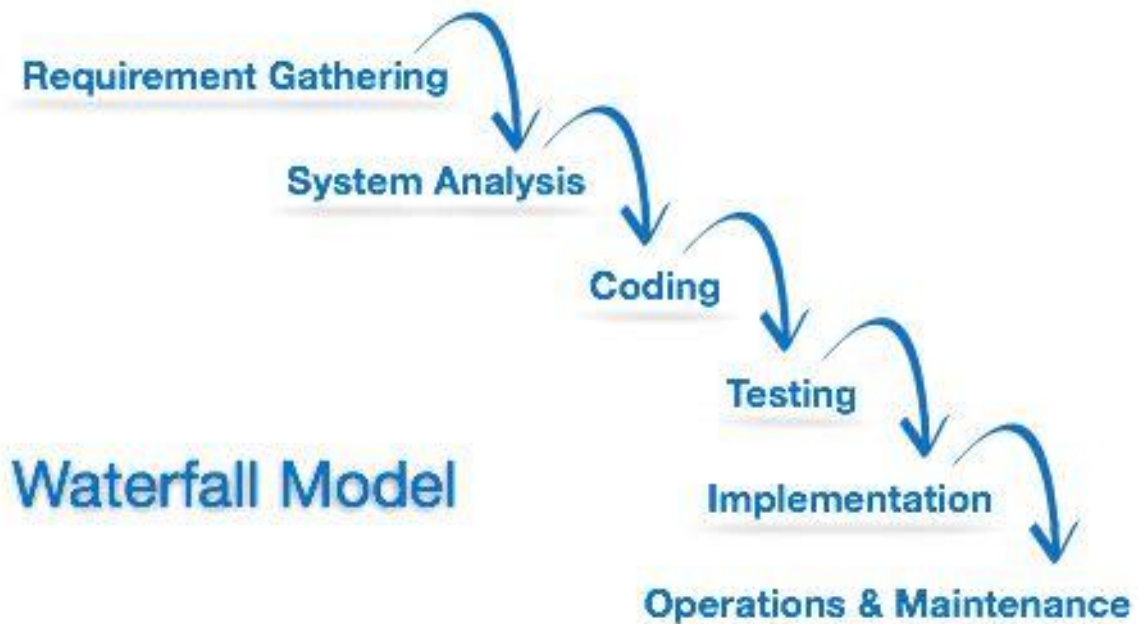 Requirement Gathering
System Analysis
Coding
Testing
Waterfall Model
Implementation
Operations & Maintenance